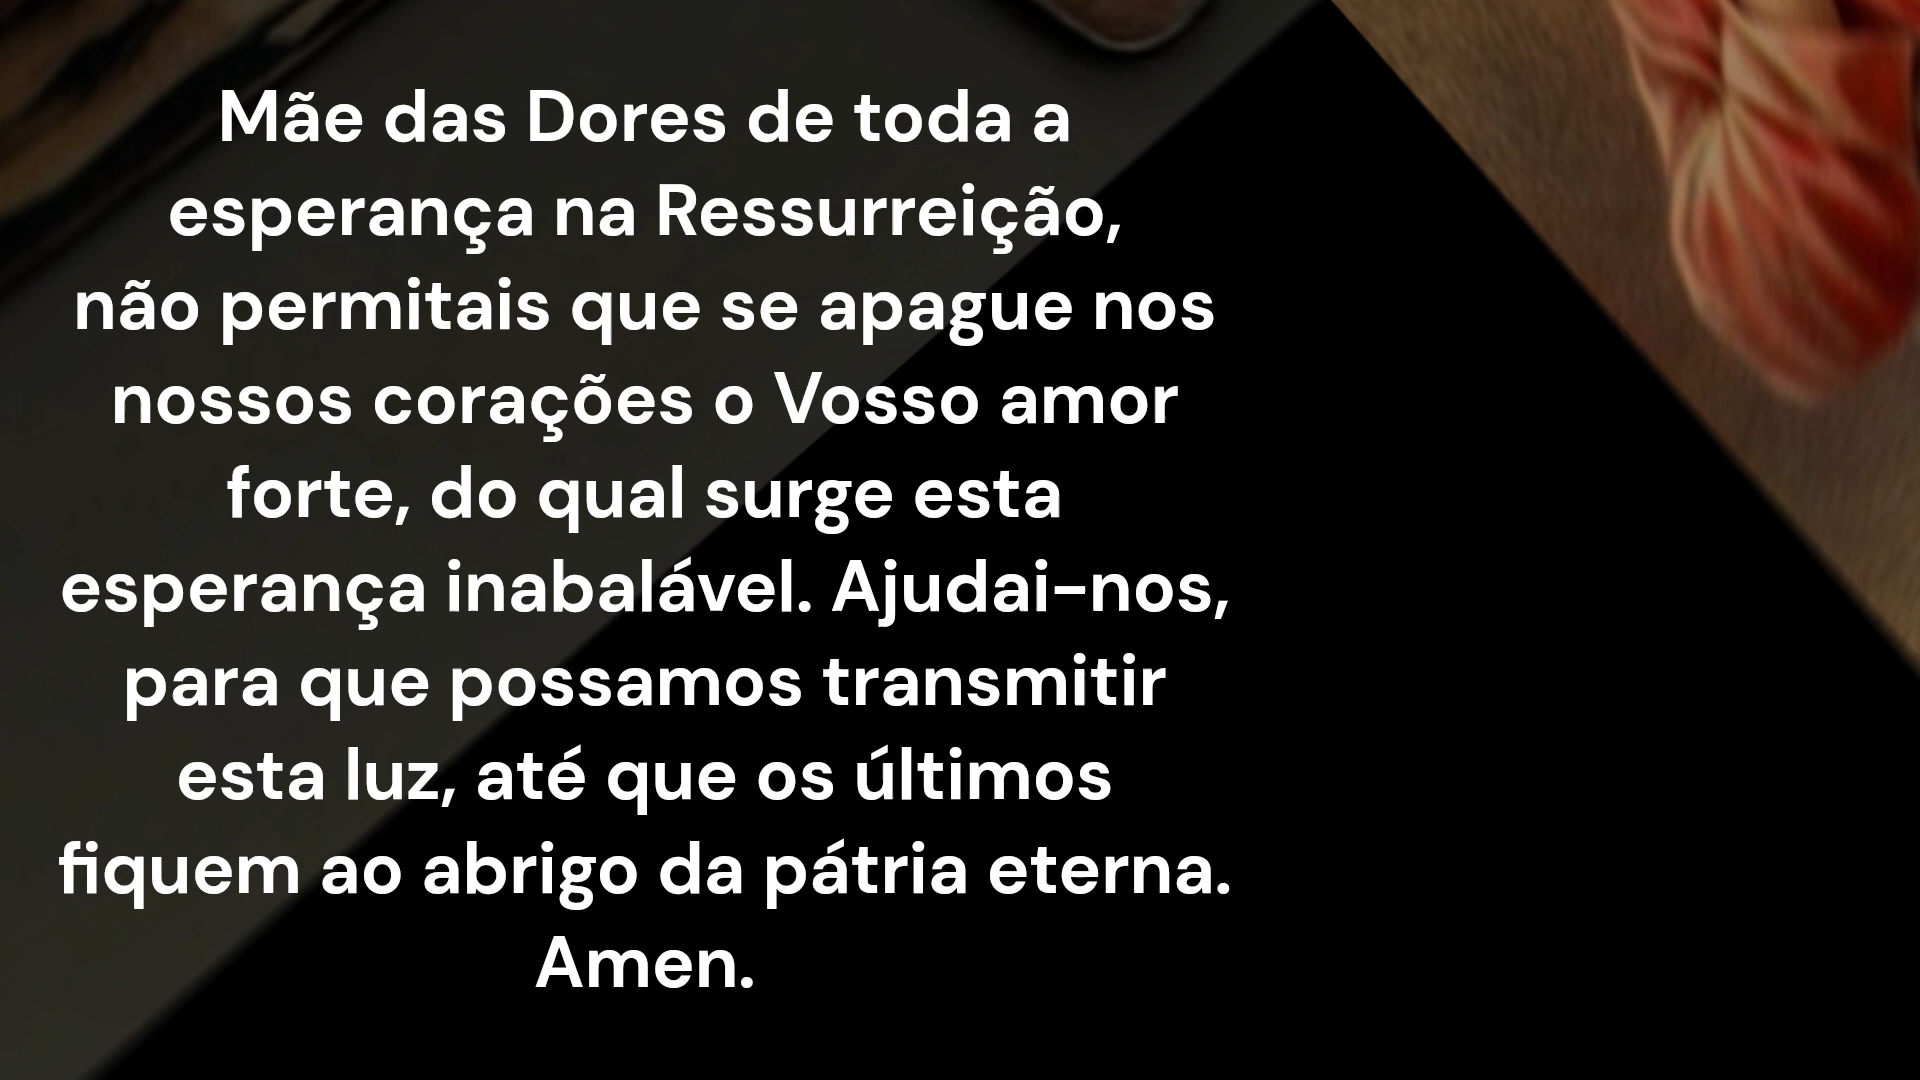 Mãe das Dores de toda a
esperança na Ressurreição,
não permitais que se apague nos
nossos corações o Vosso amor
forte, do qual surge esta
esperança inabalável. Ajudai-nos,
para que possamos transmitir
esta luz, até que os últimos
fiquem ao abrigo da pátria eterna.
Amen.